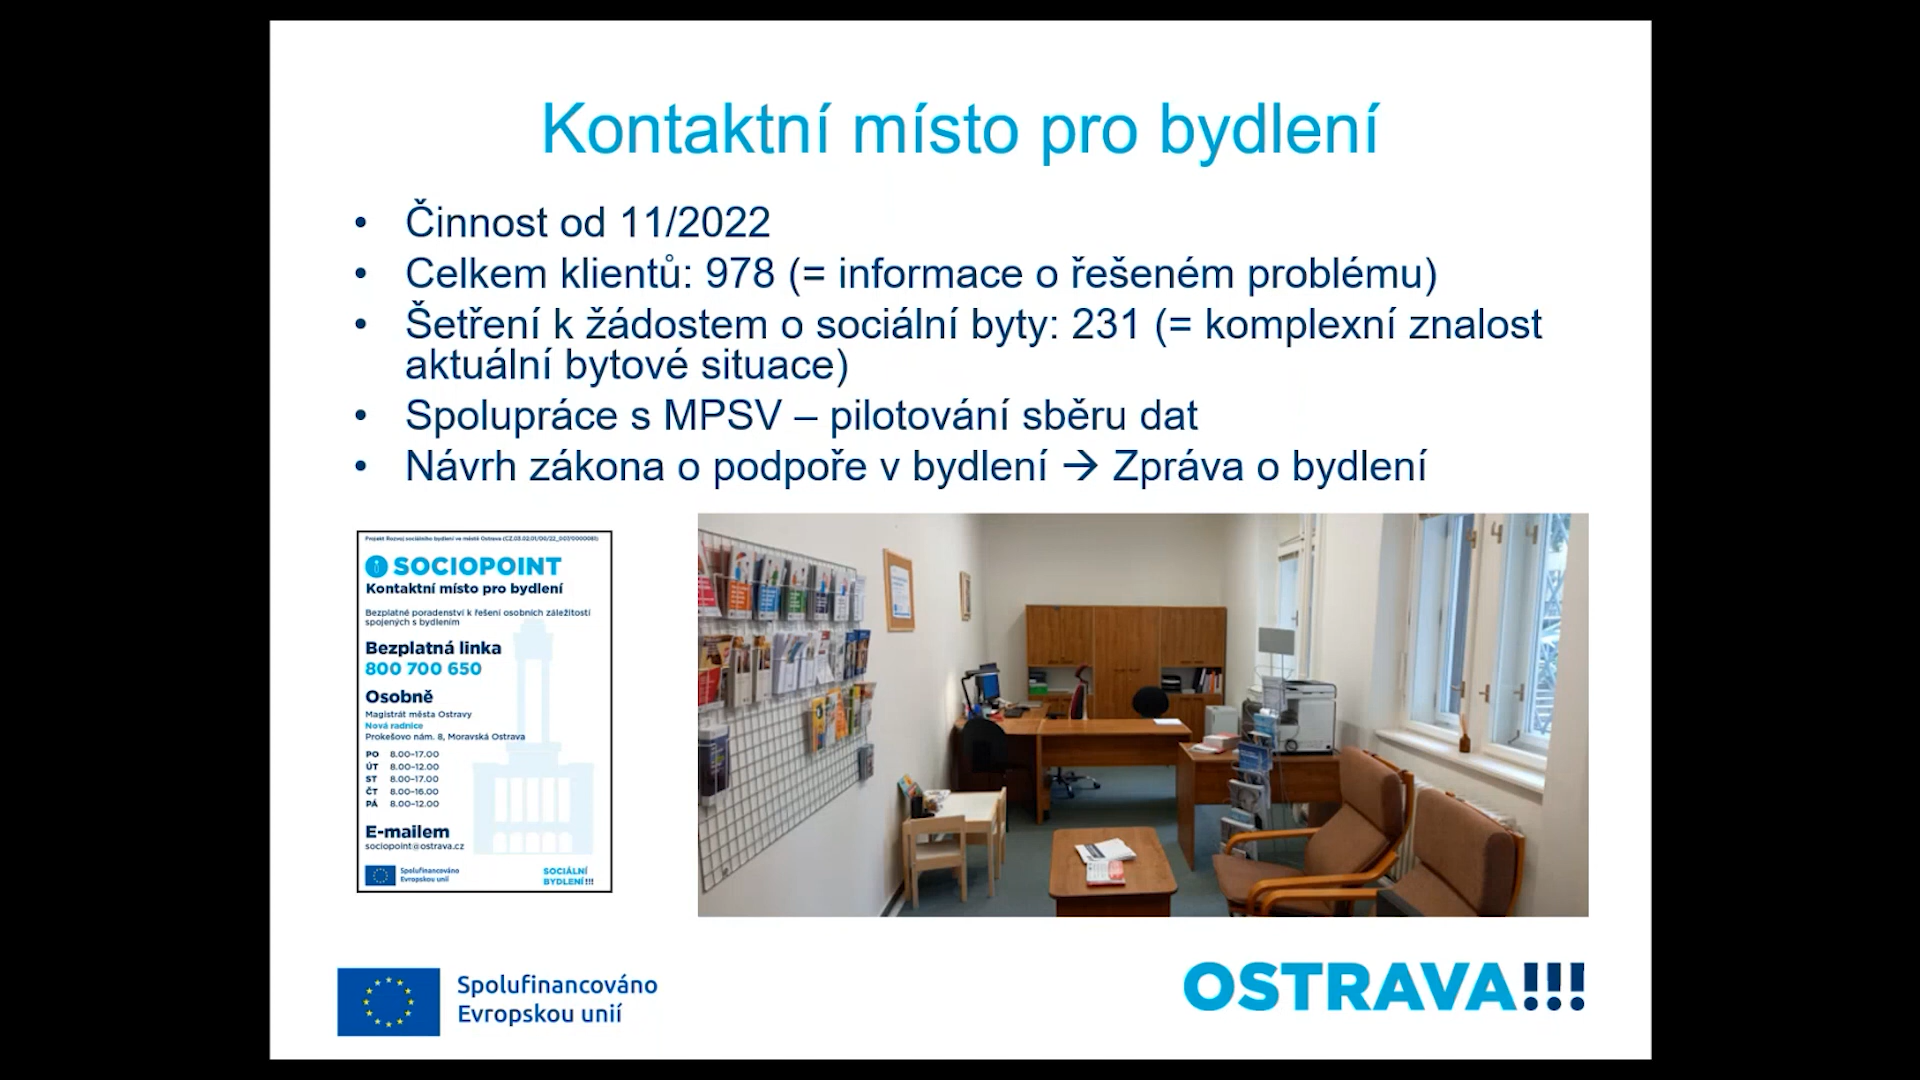 Kontaktní místo pro bydlení
• Činnost od 11/2022
• Celkem klientů: 978 (= informace o řešeném problému)
• Šetření k žádostem o sociální byty: 231 (= komplexní znalost
aktuální bytové situace)
• Spolupráce s MPSV – pilotování sběru dat
• Návrh zákona o podpoře v bydlení → Zpráva o bydlení
SOCIOPOINT
Kontaktní místo pro bydlení
Bezplatné poradenství k řešení osobních záležitostí
spojených s bydlením
Bezplatná linka
800 700 650
Osobně
Magistrát města Ostravy
Nová radnice
Prokešovo nám. 8, Moravská Ostrava
PO 8.00–17.00
ÚT 8.00–12.00
ST 8.00–17.00
ČT 8.00–16.00
PÁ 8.00–12.00
E-mailem
sociopoint@ostrava.cz
Spolufinancováno
Evropskou unií
SOCIÁLNÍ
BYDLENÍ!!!
Spolufinancováno
Evropskou unií
OSTRAVA!!!